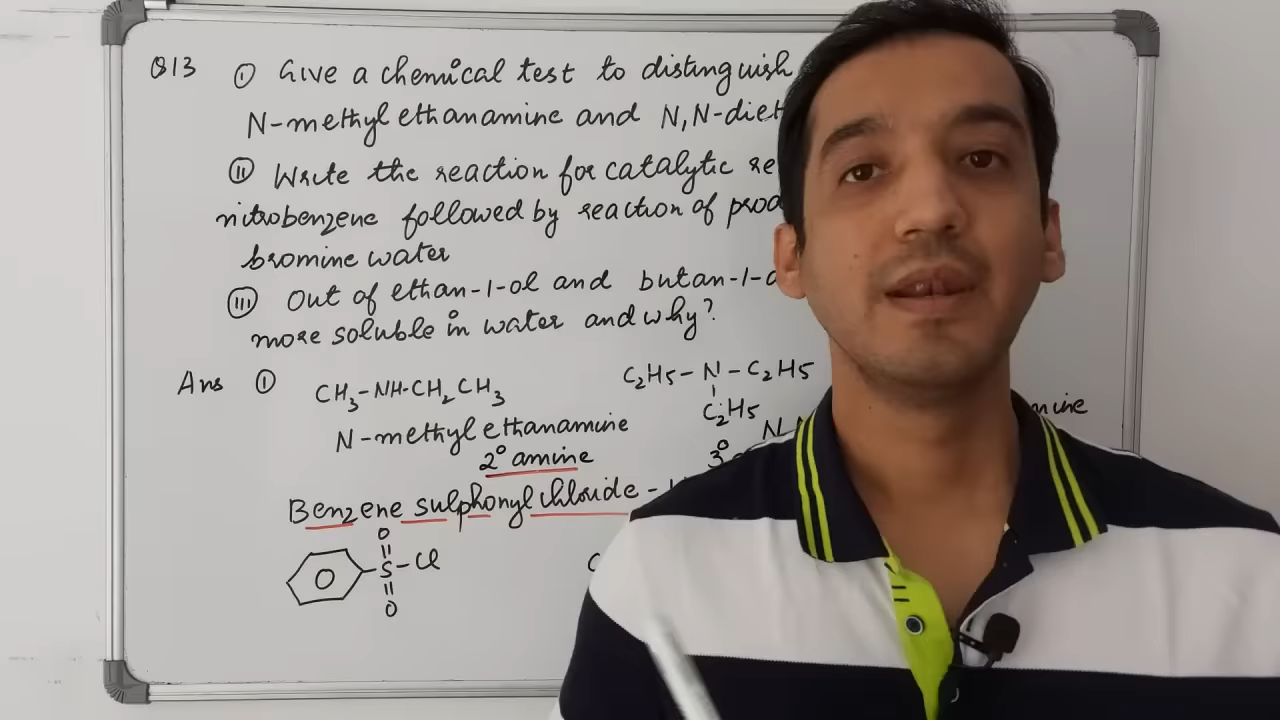 Q13 (i) Give a chemical test to distinguish
N-methyl ethanamine and N,N-diet
(ii) Write the reaction for catalytic re
nitrobenzene followed by reaction of prod
bromine water
(iii) Out of ethan-1-ol and butan-1-o
more soluble in water and why?
Ans (i) CH3-NH-CH2CH3 C2H5-N-C2H5
C2H5
N-methyl ethanamine N N mine
2° amine 3°
Benzene sulphonyl chloride -
O
S-Cl
O